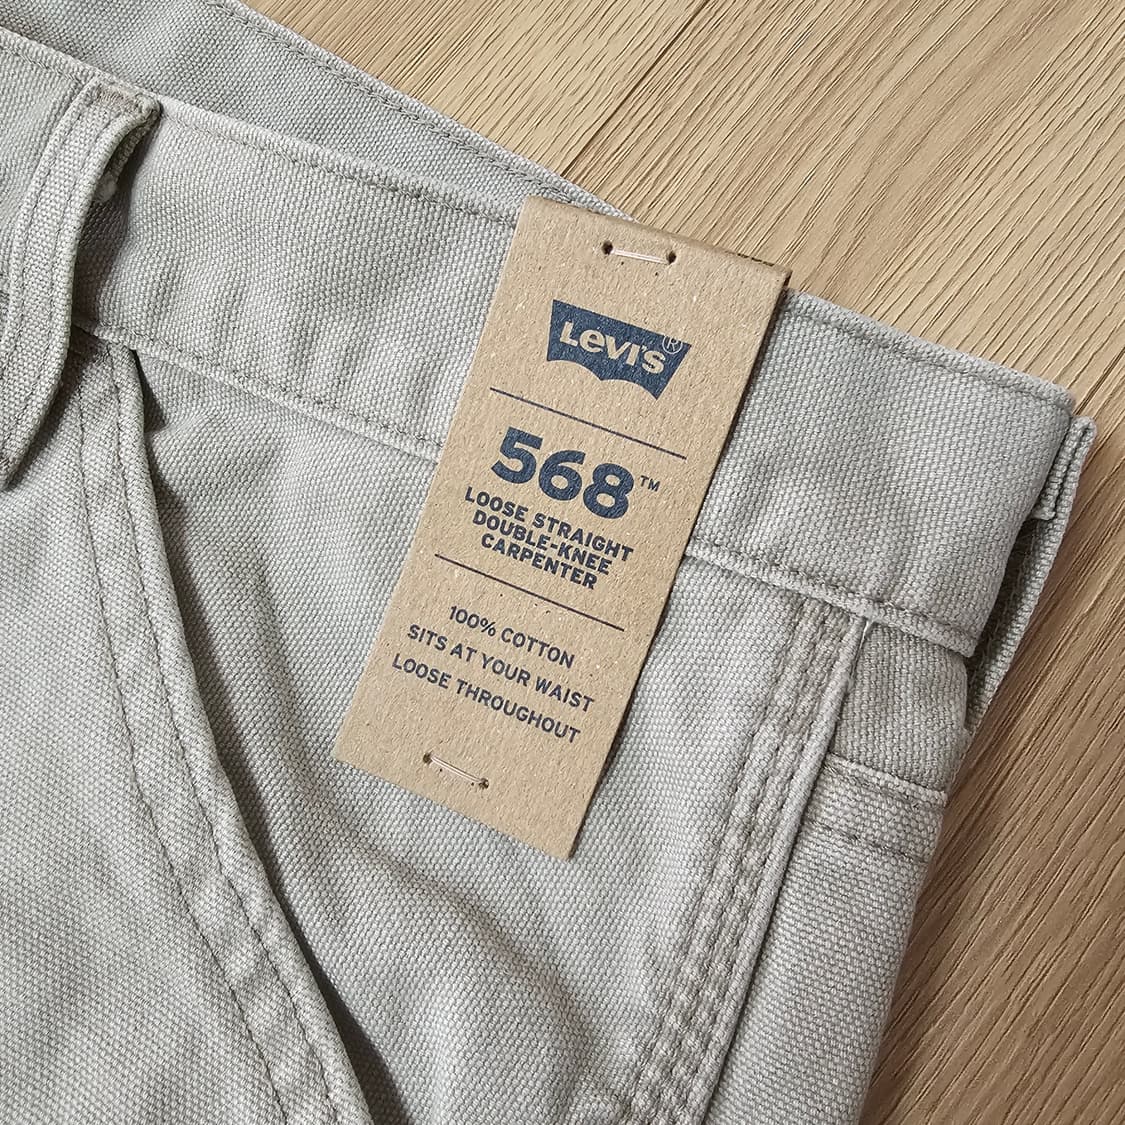 Levi's®
568™
LOOSE STRAIGHT
DOUBLE-KNEE
CARPENTER
100% COTTON
SITS AT YOUR WAIST
LOOSE THROUGHOUT